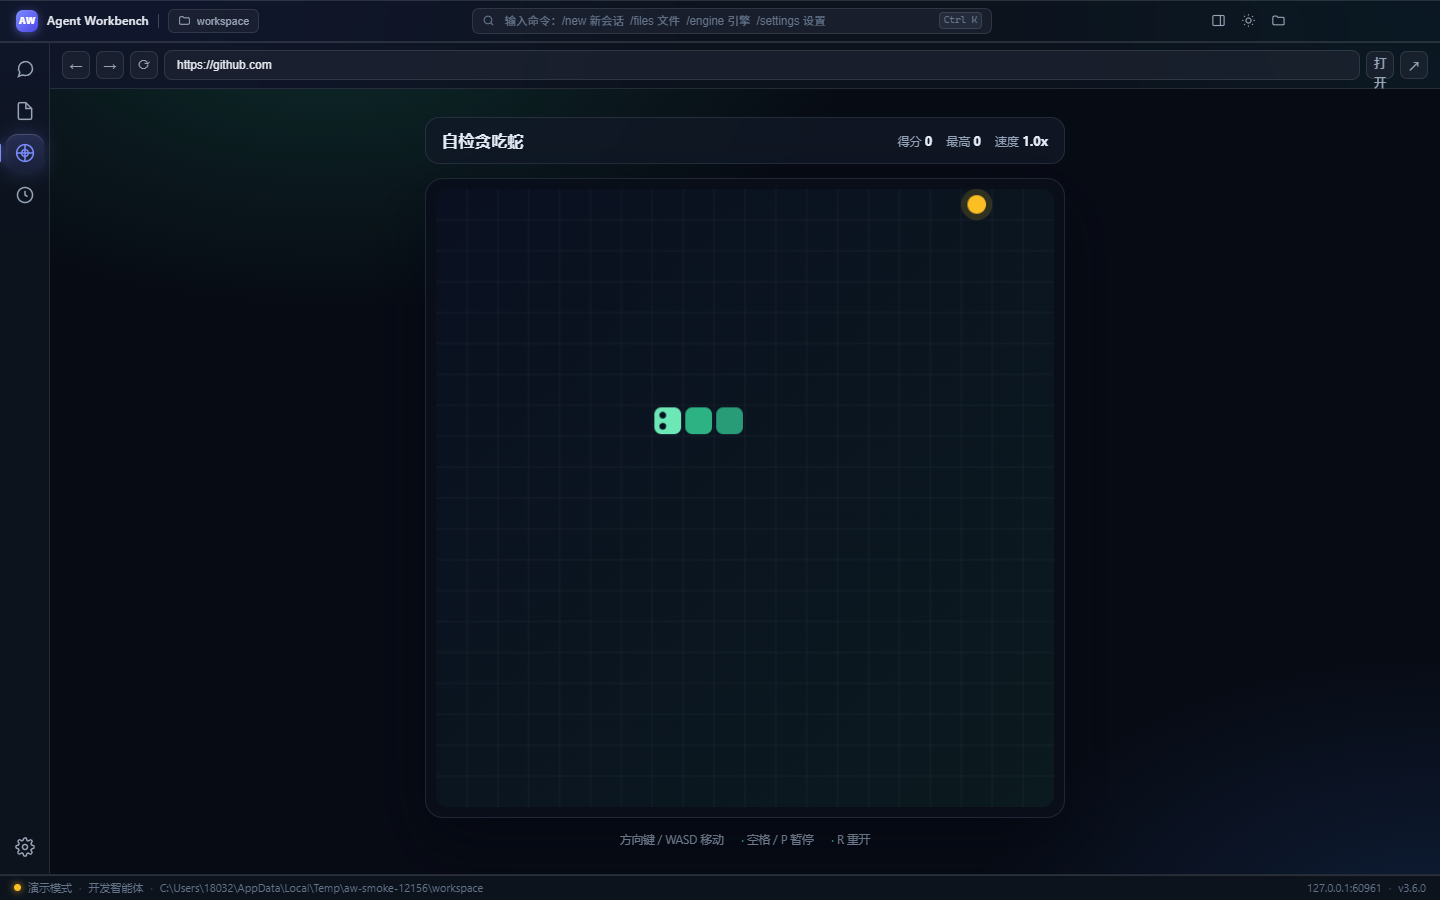 AW Agent Workbench workspace 输入命令: /new 新会话 /files 文件 /engine 引擎 /settings 设置 Ctrl K
https://github.com 打开
自检贪吃蛇 得分 0 最高 0 速度 1.0x
方向键 / WASD 移动 · 空格 / P 暂停 · R 重开
演示模式 · 开发智能体 · C:\Users\18032\AppData\Local\Temp\aw-smoke-12156\workspace 127.0.0.1:60961 · v3.6.0